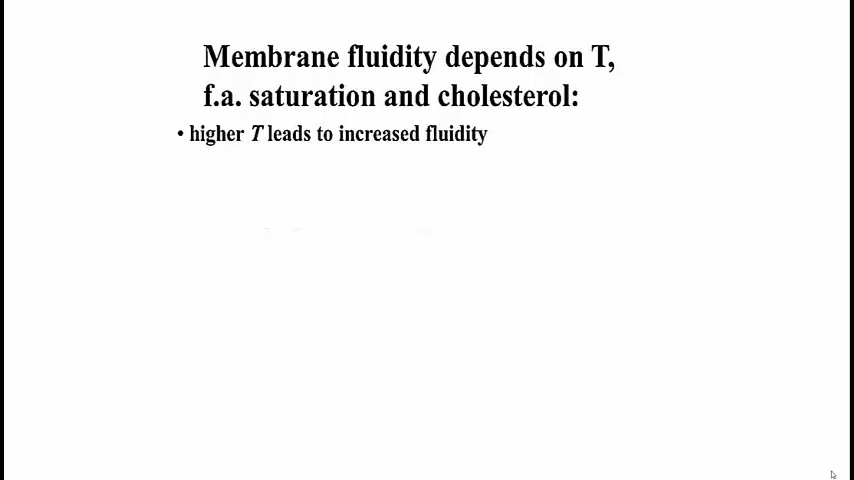 Membrane fluidity depends on T,
f.a. saturation and cholesterol:
• higher T leads to increased fluidity